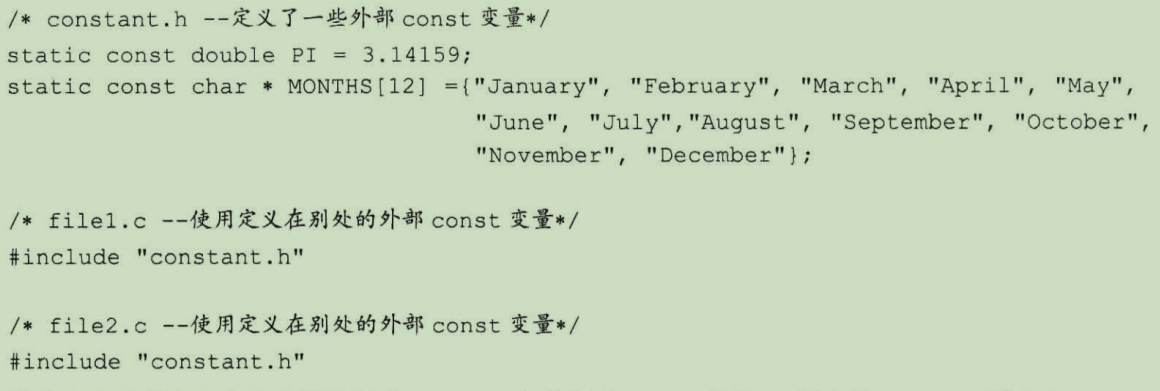 /* constant.h --定义了一些外部 const 变量*/
static const double PI = 3.14159;
static const char * MONTHS[12] ={"January", "February", "March", "April", "May",
"June", "July","August", "September", "October",
"November", "December"};
/* file1.c --使用定义在别处的外部 const 变量*/
#include "constant.h"
/* file2.c --使用定义在别处的外部 const 变量*/
#include "constant.h"